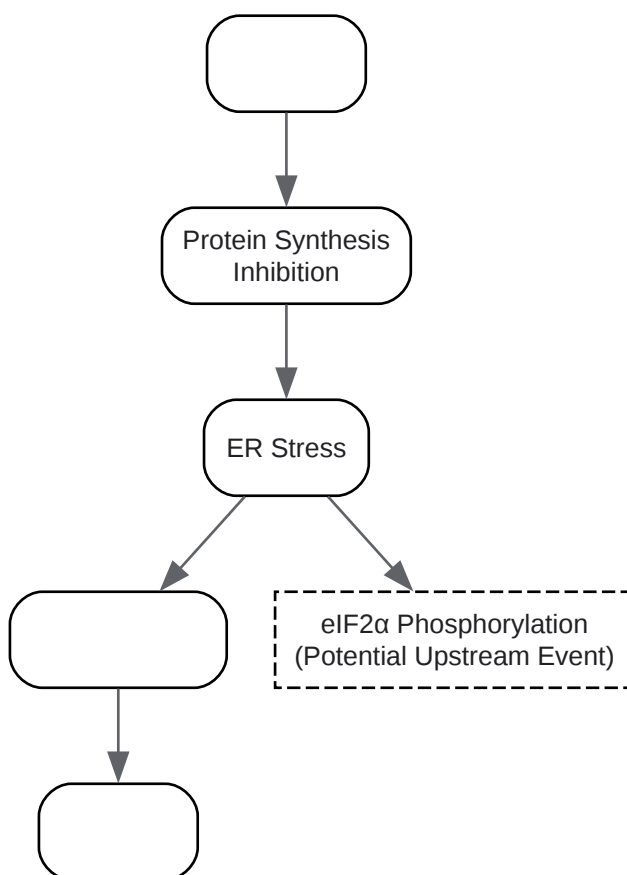 Protein Synthesis
Inhibition
ER Stress
eIF2α Phosphorylation
(Potential Upstream Event)